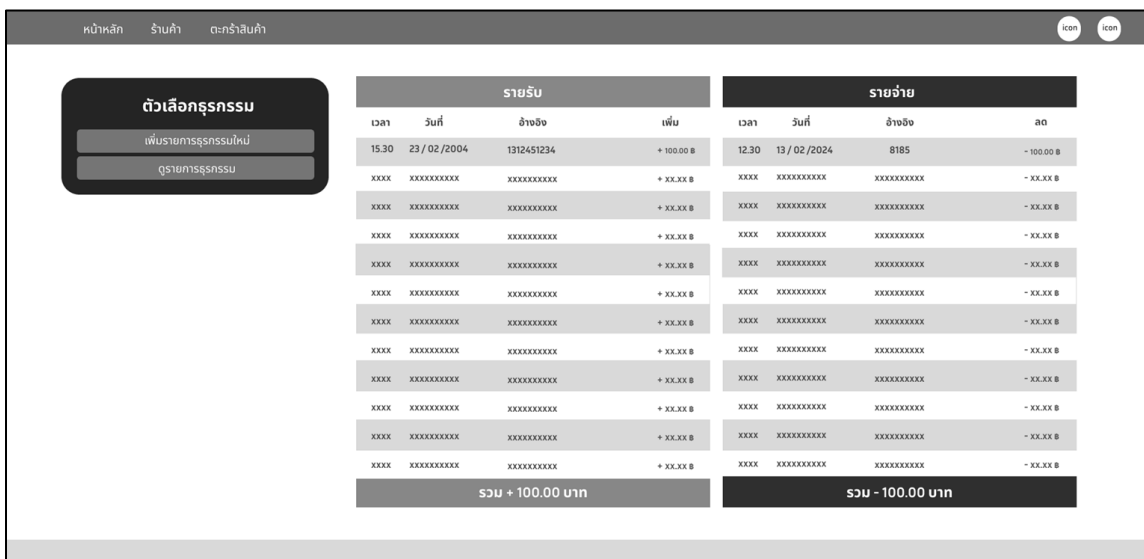 หน้าหลัก ร้านค้า ตะกร้าสินค้า icon icon
ตัวเลือกธุรกรรม
เพิ่มรายการธุรกรรมใหม่
ดูรายการธุรกรรม
รายรับ
เวลา วันที่ อ้างอิง เพิ่ม
15.30 23 / 02 /2004 1312451234 + 100.00 ฿
xxxx xxxxxxxxxx xxxxxxxxxx + xx.xx ฿
xxxx xxxxxxxxxx xxxxxxxxxx + xx.xx ฿
xxxx xxxxxxxxxx xxxxxxxxxx + xx.xx ฿
xxxx xxxxxxxxxx xxxxxxxxxx + xx.xx ฿
xxxx xxxxxxxxxx xxxxxxxxxx + xx.xx ฿
xxxx xxxxxxxxxx xxxxxxxxxx + xx.xx ฿
xxxx xxxxxxxxxx xxxxxxxxxx + xx.xx ฿
xxxx xxxxxxxxxx xxxxxxxxxx + xx.xx ฿
xxxx xxxxxxxxxx xxxxxxxxxx + xx.xx ฿
xxxx xxxxxxxxxx xxxxxxxxxx + xx.xx ฿
xxxx xxxxxxxxxx xxxxxxxxxx + xx.xx ฿
รวม + 100.00 บาท
รายจ่าย
เวลา วันที่ อ้างอิง ลด
12.30 13 / 02 /2024 8185 - 100.00 ฿
xxxx xxxxxxxxxx xxxxxxxxxx - xx.xx ฿
xxxx xxxxxxxxxx xxxxxxxxxx - xx.xx ฿
xxxx xxxxxxxxxx xxxxxxxxxx - xx.xx ฿
xxxx xxxxxxxxxx xxxxxxxxxx - xx.xx ฿
xxxx xxxxxxxxxx xxxxxxxxxx - xx.xx ฿
xxxx xxxxxxxxxx xxxxxxxxxx - xx.xx ฿
xxxx xxxxxxxxxx xxxxxxxxxx - xx.xx ฿
xxxx xxxxxxxxxx xxxxxxxxxx - xx.xx ฿
xxxx xxxxxxxxxx xxxxxxxxxx - xx.xx ฿
xxxx xxxxxxxxxx xxxxxxxxxx - xx.xx ฿
xxxx xxxxxxxxxx xxxxxxxxxx - xx.xx ฿
รวม - 100.00 บาท